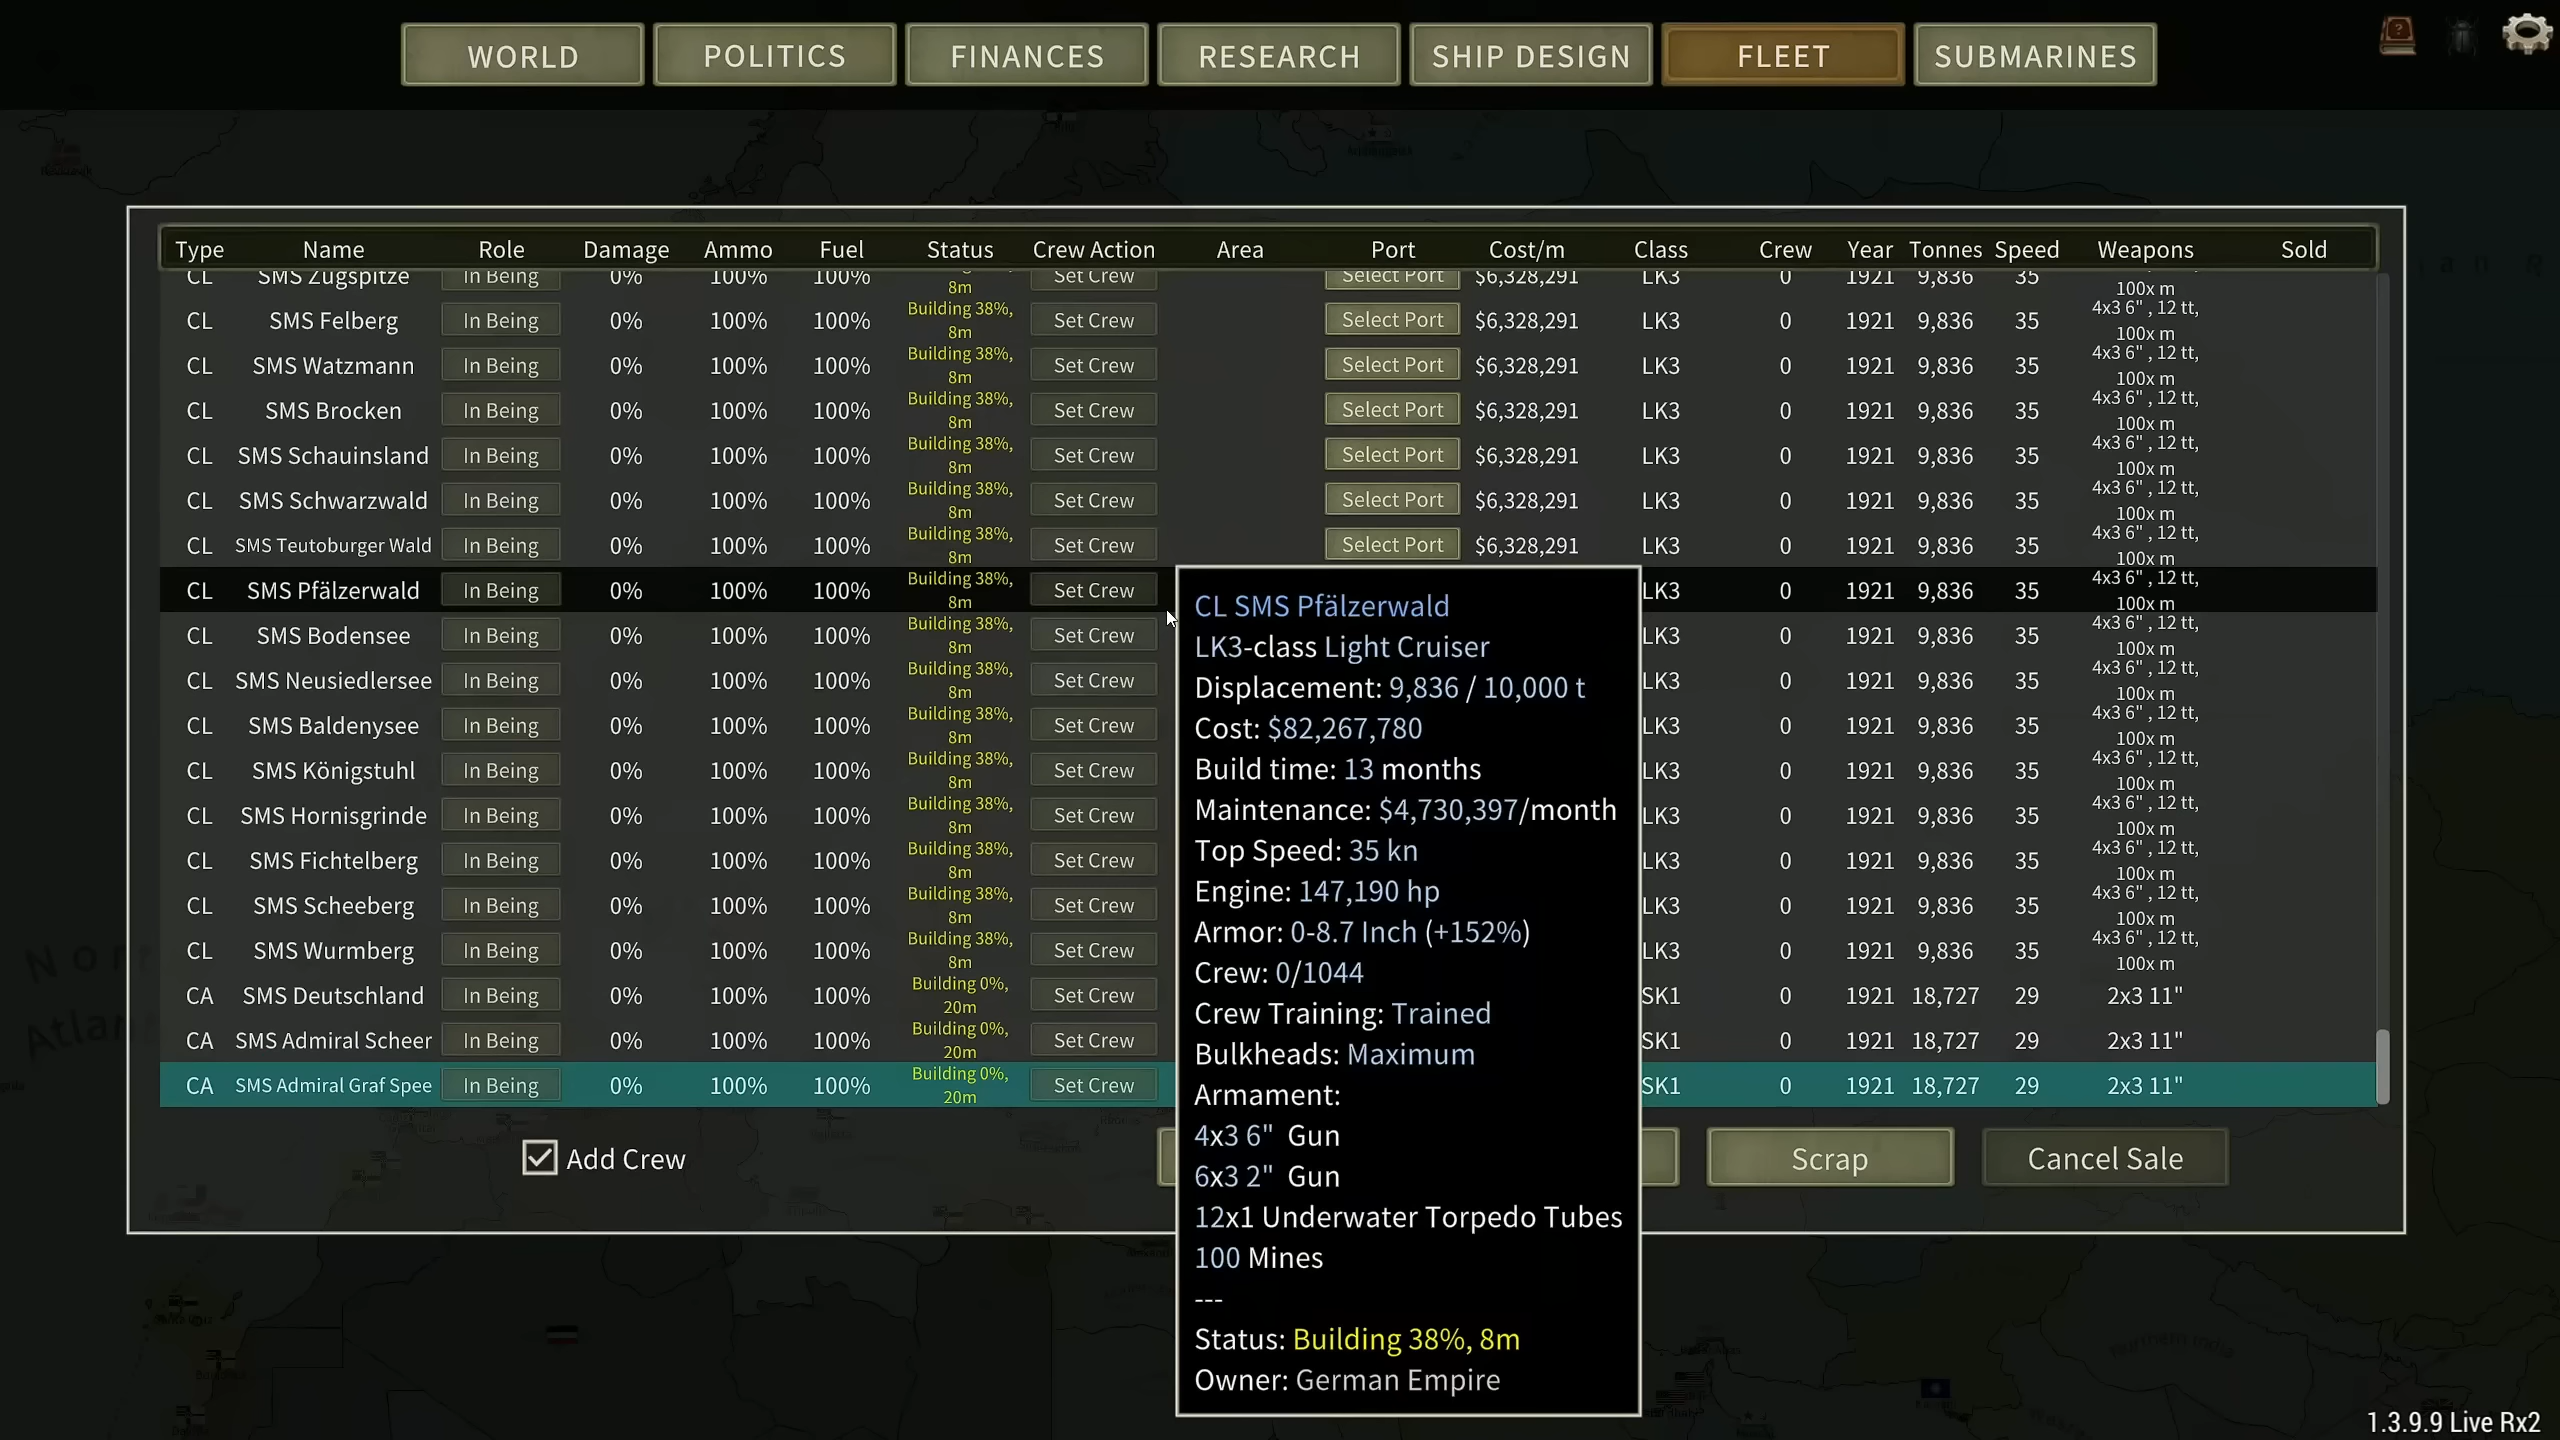 WORLD POLITICS FINANCES RESEARCH SHIP DESIGN FLEET SUBMARINES
Type Name Role Damage Ammo Fuel Status Crew Action Area Port Cost/m Class Crew Year Tonnes Speed Weapons Sold
CL SMS Zugspitze In Being 0% 100% 100% 8m Set Crew Select Port $6,328,291 LK3 0 1921 9,836 35 100x m
CL SMS Felberg In Being 0% 100% 100% Building 38%, 8m Set Crew Select Port $6,328,291 LK3 0 1921 9,836 35 4x3 6" , 12 tt, 100x m
CL SMS Watzmann In Being 0% 100% 100% Building 38%, 8m Set Crew Select Port $6,328,291 LK3 0 1921 9,836 35 4x3 6" , 12 tt, 100x m
CL SMS Brocken In Being 0% 100% 100% Building 38%, 8m Set Crew Select Port $6,328,291 LK3 0 1921 9,836 35 4x3 6" , 12 tt, 100x m
CL SMS Schauinsland In Being 0% 100% 100% Building 38%, 8m Set Crew Select Port $6,328,291 LK3 0 1921 9,836 35 4x3 6" , 12 tt, 100x m
CL SMS Schwarzwald In Being 0% 100% 100% Building 38%, 8m Set Crew Select Port $6,328,291 LK3 0 1921 9,836 35 4x3 6" , 12 tt, 100x m
CL SMS Teutoburger Wald In Being 0% 100% 100% Building 38%, 8m Set Crew Select Port $6,328,291 LK3 0 1921 9,836 35 4x3 6" , 12 tt, 100x m
CL SMS Pfälzerwald In Being 0% 100% 100% Building 38%, 8m Set Crew LK3 0 1921 9,836 35 4x3 6" , 12 tt, 100x m
CL SMS Bodensee In Being 0% 100% 100% Building 38%, 8m Set Crew LK3 0 1921 9,836 35 4x3 6" , 12 tt, 100x m
CL SMS Neusiedlersee In Being 0% 100% 100% Building 38%, 8m Set Crew LK3 0 1921 9,836 35 4x3 6" , 12 tt, 100x m
CL SMS Baldenysee In Being 0% 100% 100% Building 38%, 8m Set Crew LK3 0 1921 9,836 35 4x3 6" , 12 tt, 100x m
CL SMS Königstuhl In Being 0% 100% 100% Building 38%, 8m Set Crew LK3 0 1921 9,836 35 4x3 6" , 12 tt, 100x m
CL SMS Hornisgrinde In Being 0% 100% 100% Building 38%, 8m Set Crew LK3 0 1921 9,836 35 4x3 6" , 12 tt, 100x m
CL SMS Fichtelberg In Being 0% 100% 100% Building 38%, 8m Set Crew LK3 0 1921 9,836 35 4x3 6" , 12 tt, 100x m
CL SMS Scheeberg In Being 0% 100% 100% Building 38%, 8m Set Crew LK3 0 1921 9,836 35 4x3 6" , 12 tt, 100x m
CL SMS Wurmberg In Being 0% 100% 100% Building 38%, 8m Set Crew LK3 0 1921 9,836 35 4x3 6" , 12 tt, 100x m
CA SMS Deutschland In Being 0% 100% 100% Building 0%, 20m Set Crew SK1 0 1921 18,727 29 2x3 11"
CA SMS Admiral Scheer In Being 0% 100% 100% Building 0%, 20m Set Crew SK1 0 1921 18,727 29 2x3 11"
CA SMS Admiral Graf Spee In Being 0% 100% 100% Building 0%, 20m Set Crew SK1 0 1921 18,727 29 2x3 11"
CL SMS Pfälzerwald
LK3-class Light Cruiser
Displacement: 9,836 / 10,000 t
Cost: $82,267,780
Build time: 13 months
Maintenance: $4,730,397/month
Top Speed: 35 kn
Engine: 147,190 hp
Armor: 0-8.7 Inch (+152%)
Crew: 0/1044
Crew Training: Trained
Bulkheads: Maximum
Armament:
4x3 6" Gun
6x3 2" Gun
12x1 Underwater Torpedo Tubes
100 Mines
---
Status: Building 38%, 8m
Owner: German Empire
Add Crew Scrap Cancel Sale
1.3.9.9 Live Rx2